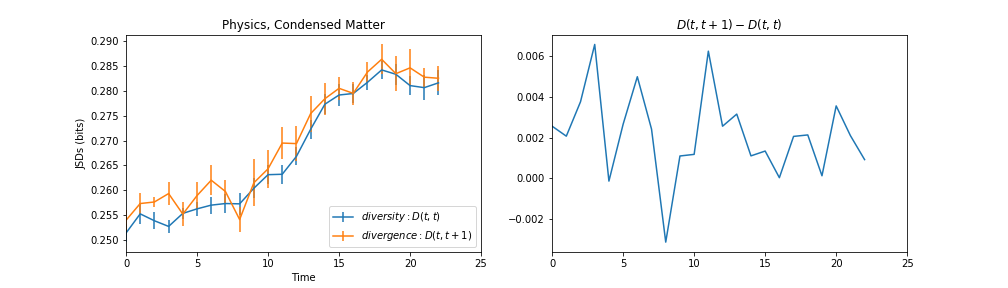 Physics, Condensed Matter
JSDs (bits)
0.290
0.285
0.280
0.275
0.270
0.265
0.260
0.255
0.250
diversity: D(t, t)
divergence: D(t, t+1)
0 5 10 15 20 25
Time
D(t, t+1) − D(t, t)
0.006
0.004
0.002
0.000
−0.002
0 5 10 15 20 25